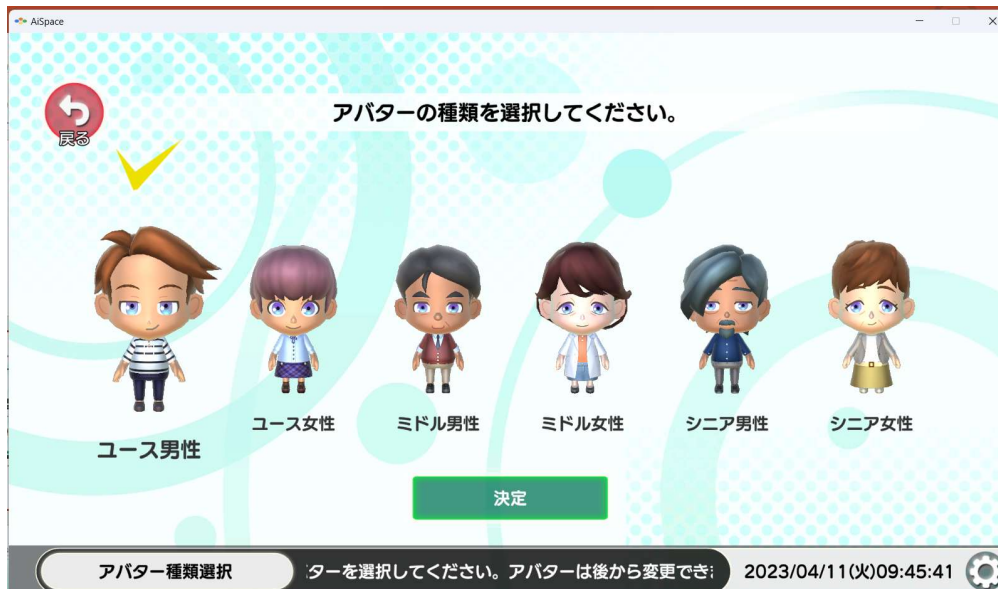 AiSpace
アバターの種類を選択してください。
戻る
ユース男性
ユース女性
ミドル男性
ミドル女性
シニア男性
シニア女性
決定
アバター種類選択
ターを選択してください。アバターは後から変更でき
2023/04/11(火)09:45:41